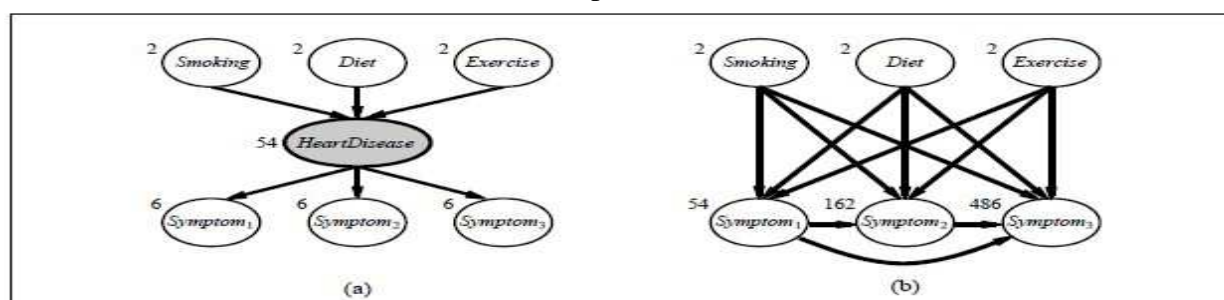 2 Smoking 2 Diet 2 Exercise 2 Smoking 2 Diet 2 Exercise
54 HeartDisease
6 Symptom1 6 Symptom2 6 Symptom3 54 Symptom1 162 Symptom2 486 Symptom3
(a) (b)